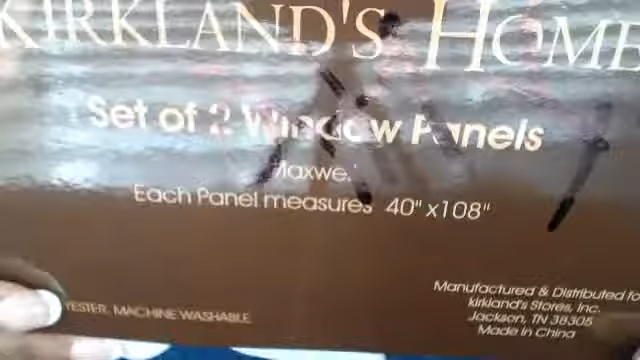 KIRKLAND'S HOME
Set of 2 Window Panels
Each Panel measures 40" x108"
MACHINE WASHABLE
Manufactured & Distributed fo
kirkland's Stores, Inc.
Jackson, TN 38305
Made in China